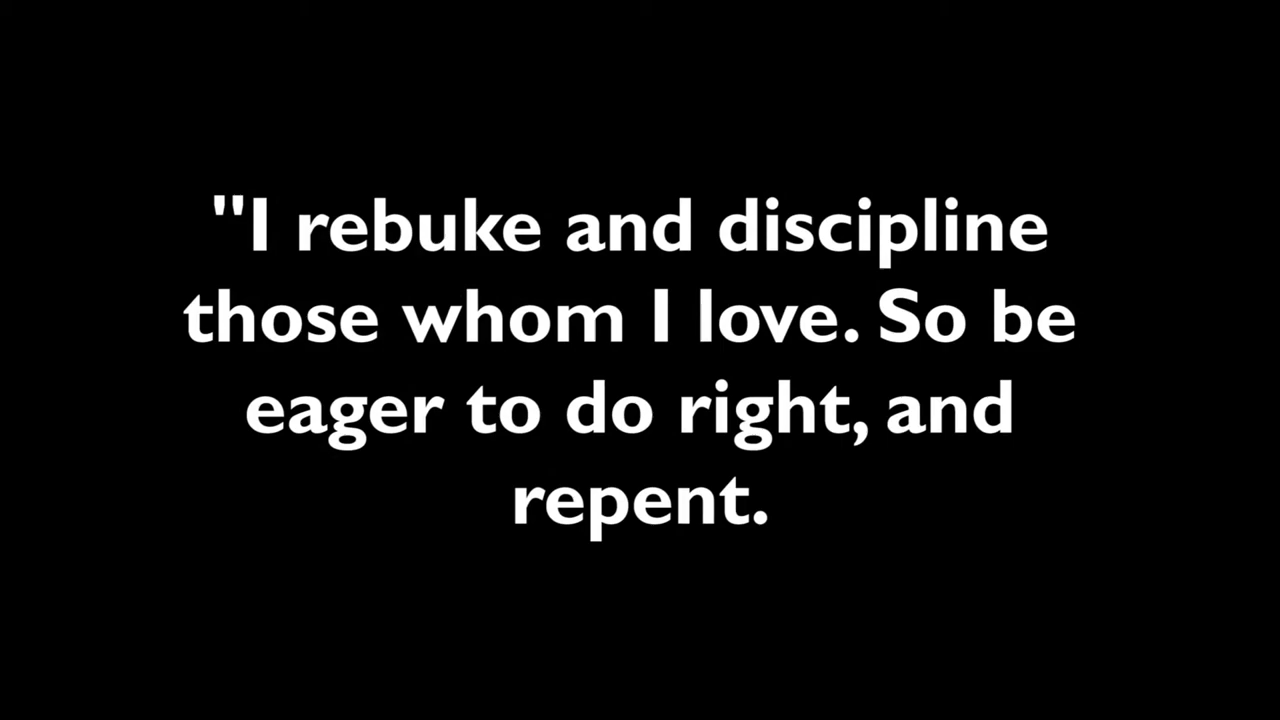 "I rebuke and discipline
those whom I love. So be
eager to do right, and
repent.